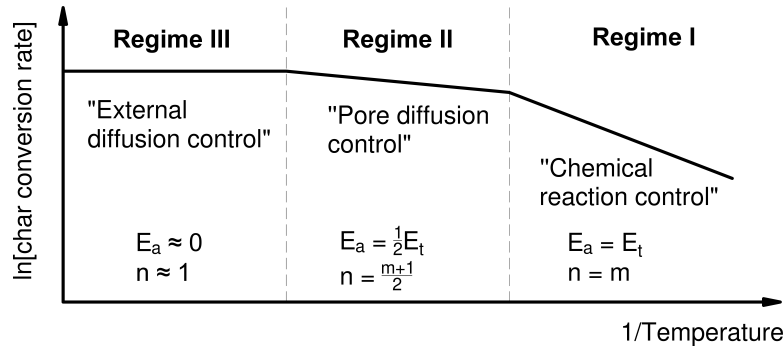 ln[char conversion rate]
Regime III
Regime II
Regime I
"External
diffusion control"
"Pore diffusion
control"
"Chemical
reaction control"
Eₐ ≈ 0
n ≈ 1
Eₐ = ½Eₜ
n = (m+1)/2
Eₐ = Eₜ
n = m
1/Temperature